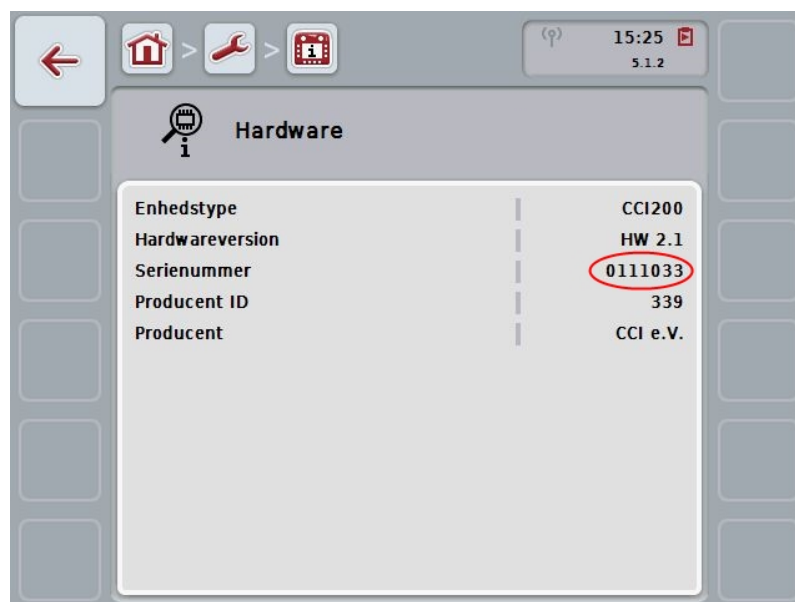 > >
15:25
5.1.2
Hardware
Enhedstype CCI200
Hardwareversion HW 2.1
Serienummer 0111033
Producent ID 339
Producent CCI e.V.